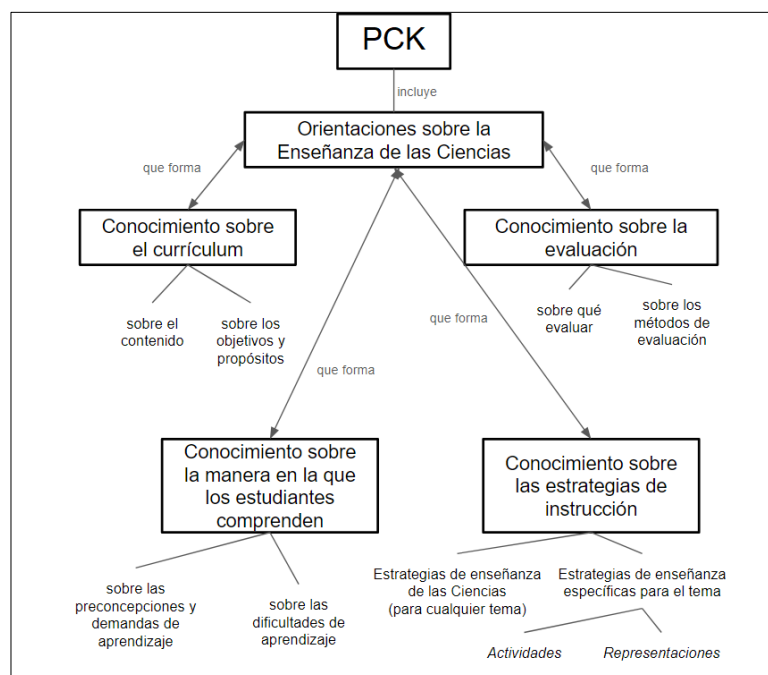 PCK
incluye
Orientaciones sobre la
Enseñanza de las Ciencias
que forma
que forma
Conocimiento sobre
el currículum
Conocimiento sobre la
evaluación
sobre el
contenido
sobre los
objetivos y
propósitos
sobre qué
evaluar
sobre los
métodos de
evaluación
que forma
que forma
Conocimiento sobre
la manera en la que
los estudiantes
comprenden
Conocimiento sobre
las estrategias de
instrucción
sobre las
preconcepciones y
demandas de
aprendizaje
sobre las
dificultades de
aprendizaje
Estrategias de enseñanza
de las Ciencias
(para cualquier tema)
Estrategias de enseñanza
específicas para el tema
Actividades
Representaciones